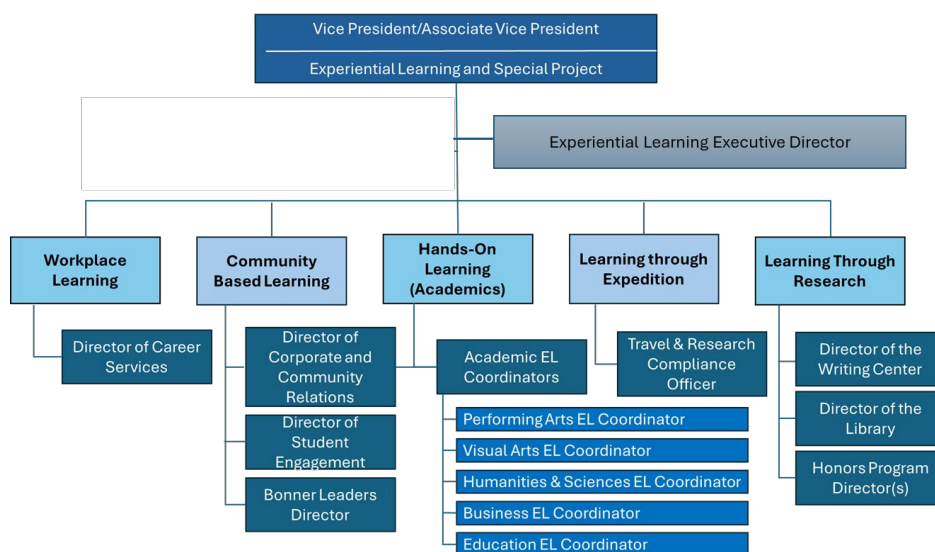 Vice President/Associate Vice President
Experiential Learning and Special Project
Experiential Learning Executive Director
Workplace
Learning
Community
Based Learning
Hands-On
Learning
(Academics)
Learning through
Expedition
Learning Through
Research
Director of Career
Services
Director of
Corporate and
Community
Relations
Director of
Student
Engagement
Bonner Leaders
Director
Academic EL
Coordinators
Performing Arts EL Coordinator
Visual Arts EL Coordinator
Humanities & Sciences EL Coordinator
Business EL Coordinator
Education EL Coordinator
Travel & Research
Compliance
Officer
Director of the
Writing Center
Director of the
Library
Honors Program
Director(s)